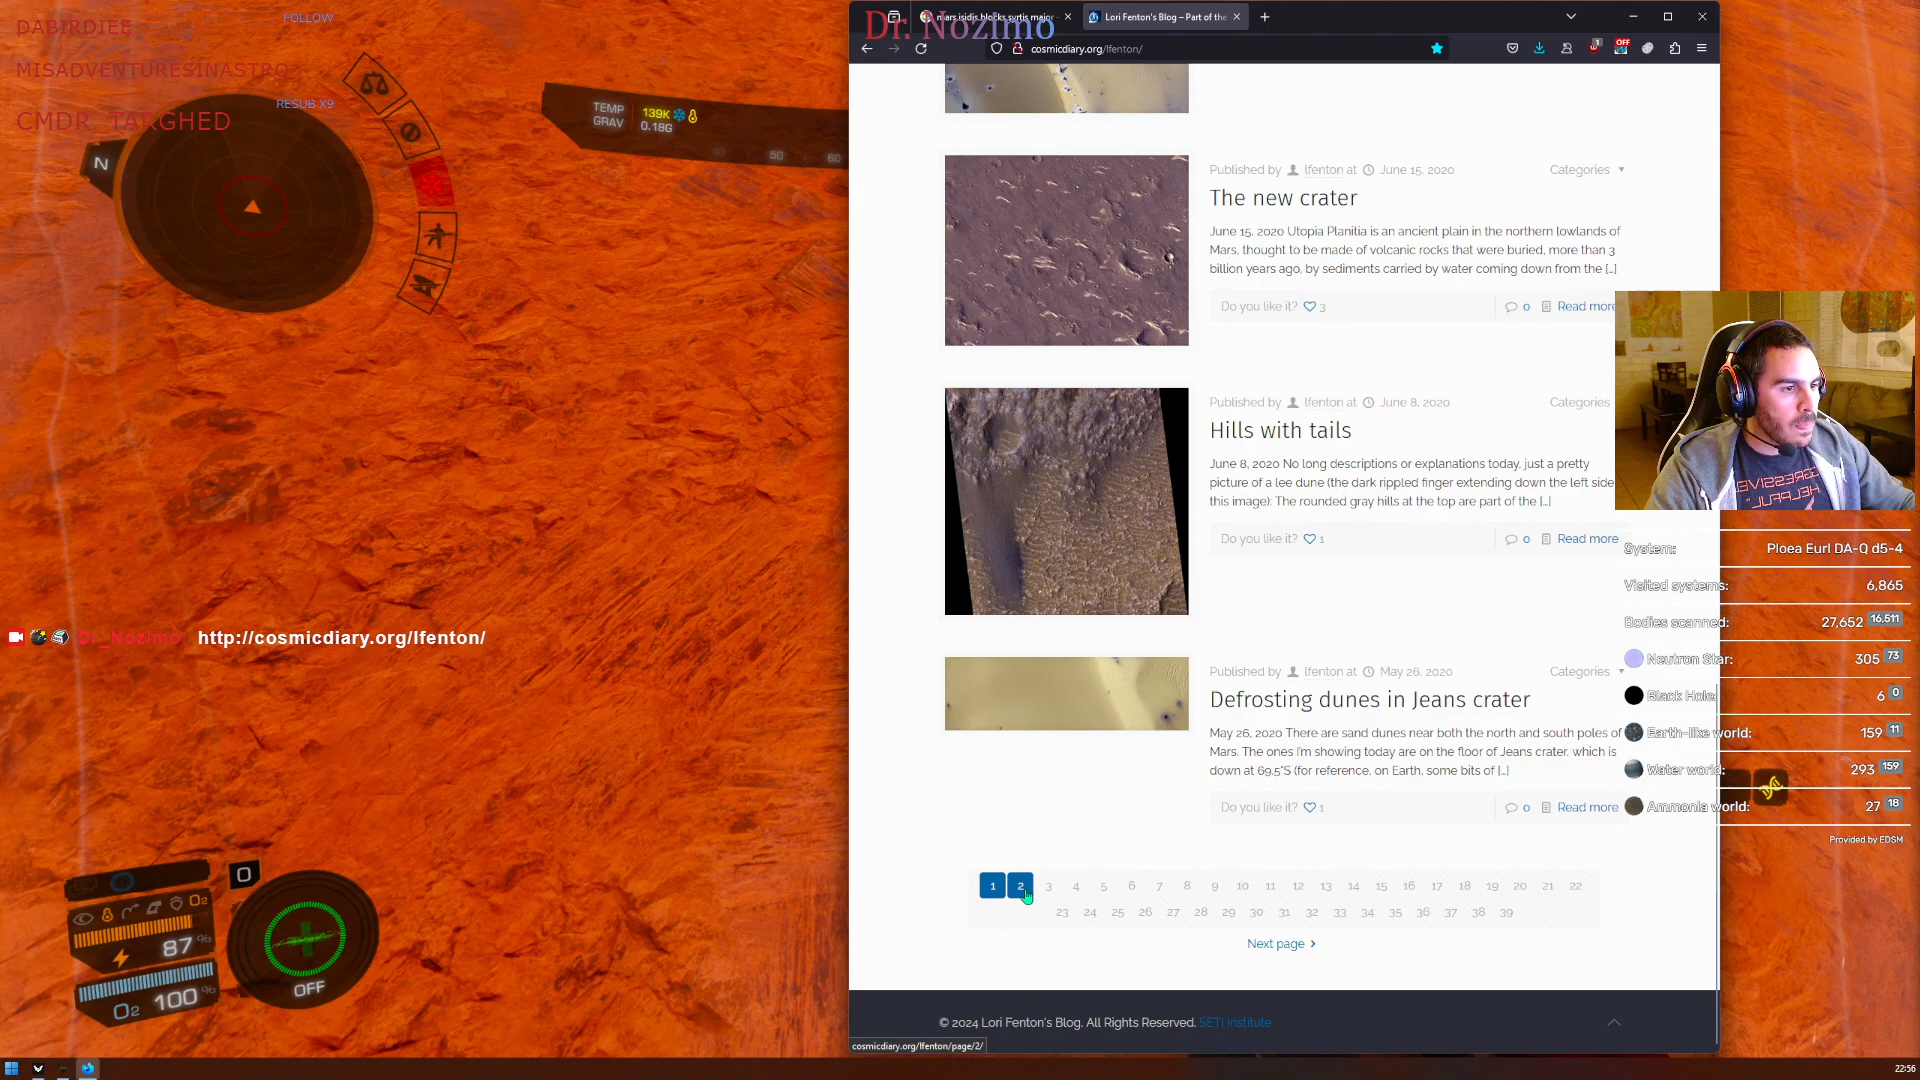 DABIRDIEE
FOLLOW
MISADVENTURESINASTRO
RESUB X9
CMDR_TARGHED
N
TEMP 139K
GRAV 0.18G
50 60
mars isidis blocks syrtis major -
Lori Fenton's Blog – Part of the
Dr. Nozimo
cosmicdiary.org/lfenton/
1
OFF
Published by lfenton at June 15, 2020 Categories
The new crater
June 15, 2020 Utopia Planitia is an ancient plain in the northern lowlands of
Mars, thought to be made of volcanic rocks that were buried, more than 3
billion years ago, by sediments carried by water coming down from the [...]
Do you like it? 3 0 Read more
Published by lfenton at June 8, 2020 Categories
Hills with tails
June 8, 2020 No long descriptions or explanations today, just a pretty
picture of a lee dune (the dark rippled finger extending down the left side
this image): The rounded gray hills at the top are part of the [...]
Do you like it? 1 0 Read more
Published by lfenton at May 26, 2020 Categories
Defrosting dunes in Jeans crater
May 26, 2020 There are sand dunes near both the north and south poles of
Mars. The ones I'm showing today are on the floor of Jeans crater, which is
down at 69.5°S (for reference, on Earth, some bits of [...]
Do you like it? 1 0 Read more
1 2 3 4 5 6 7 8 9 10 11 12 13 14 15 16 17 18 19 20 21 22
23 24 25 26 27 28 29 30 31 32 33 34 35 36 37 38 39
Next page
© 2024 Lori Fenton's Blog. All Rights Reserved. SETI Institute
cosmicdiary.org/lfenton/page/2/
AGGRESSIVELY
HELPFUL
System: Ploea Eurl DA-Q d5-4
Visited systems: 6,865
Bodies scanned: 27,652 16,511
Neutron Star: 305 73
Black Hole: 6 0
Earth-like world: 159 11
Water world: 293 159
Ammonia world: 27 18
Provided by EDSM
Dr_Nozimo: http://cosmicdiary.org/lfenton/
0
O2
87 %
O2 100 %
OFF
22:56